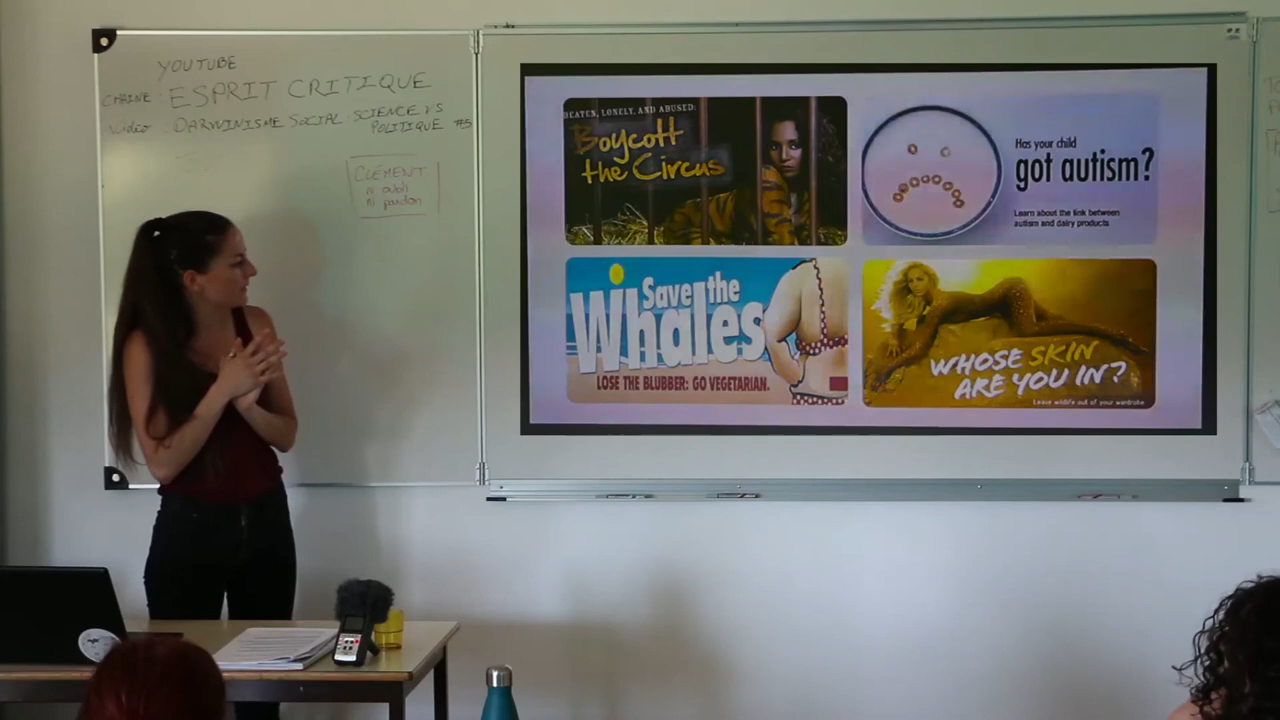 YOUTUBE
CHAINE ESPRIT CRITIQUE
Vidéo DARWINISME SOCIAL : SCIENCE VS
POLITIQUE #5
CLÉMENT
ni oubli
ni pardon
BEATEN, LONELY, AND ABUSED:
Boycott
the Circus
Has your child
got autism?
Learn about the link between
autism and dairy products
Save the
Whales
LOSE THE BLUBBER: GO VEGETARIAN.
WHOSE SKIN
ARE YOU IN?
Leave wildlife out of your wardrobe